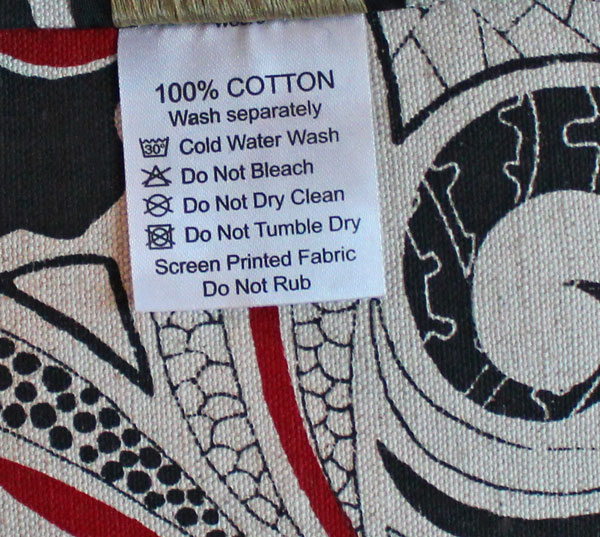 100% COTTON
Wash separately
30° Cold Water Wash
Do Not Bleach
Do Not Dry Clean
Do Not Tumble Dry
Screen Printed Fabric
Do Not Rub